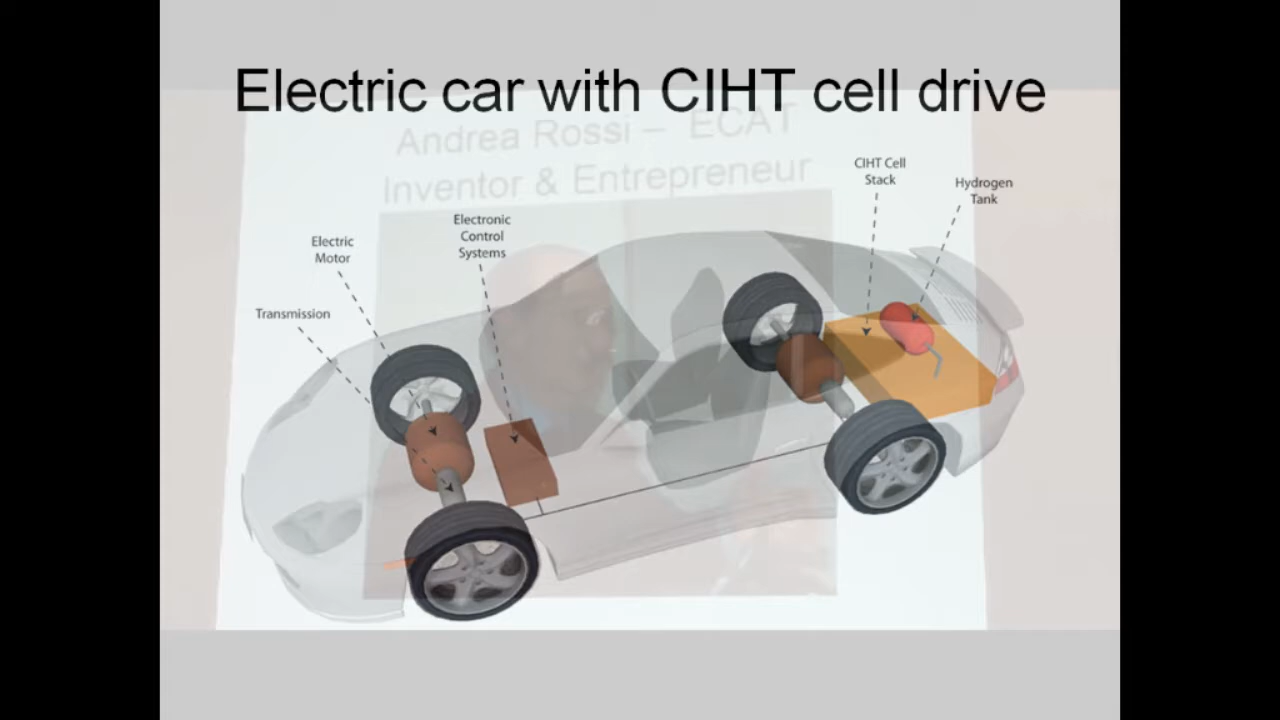 Electric car with CIHT cell drive
Andrea Rossi – ECAT
Inventor & Entrepreneur
CIHT Cell
Stack
Hydrogen
Tank
Electronic
Control
Systems
Electric
Motor
Transmission